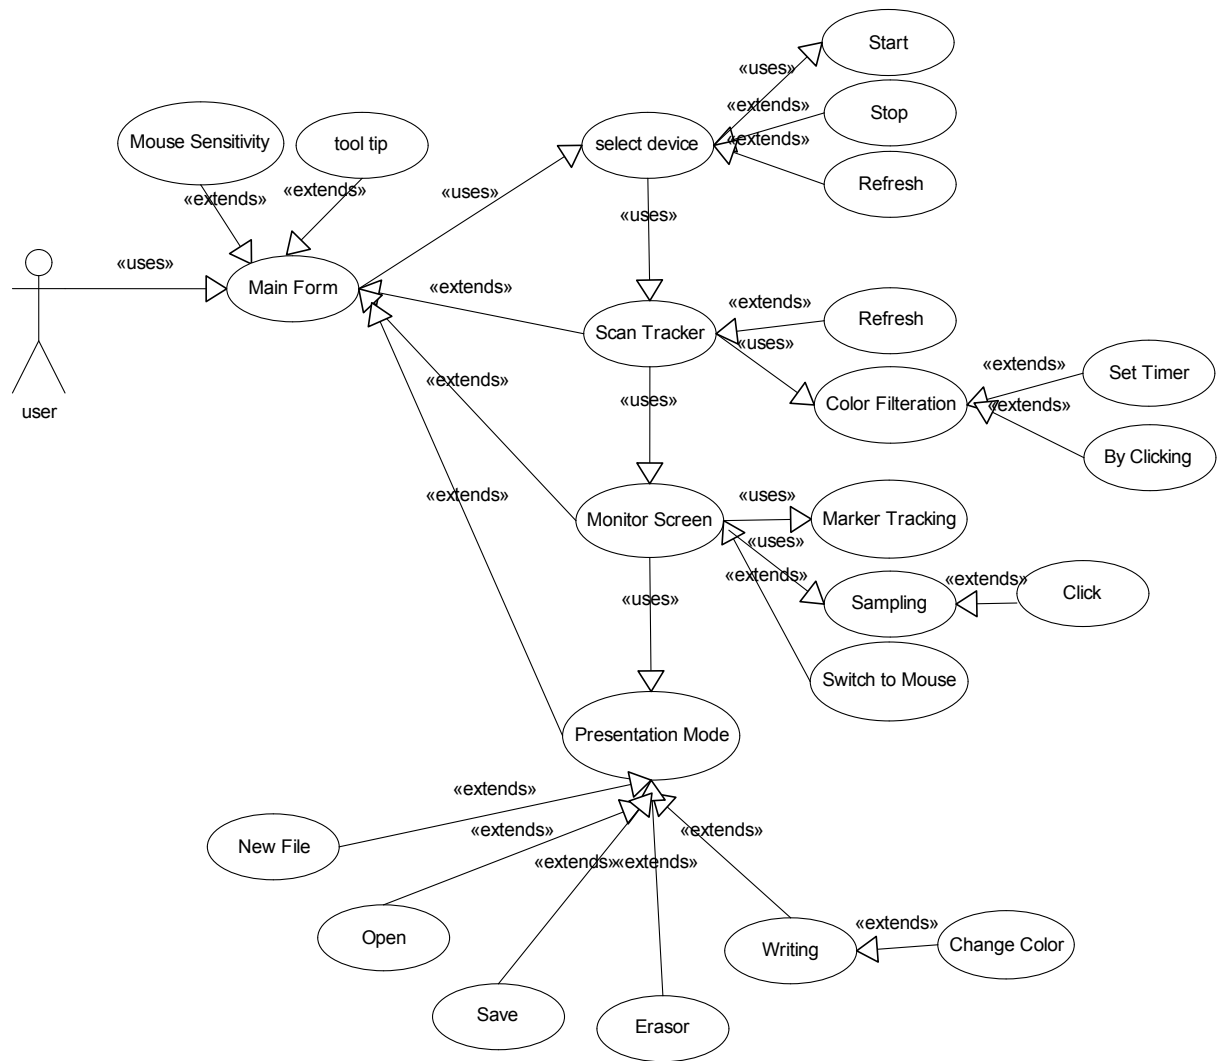 Start
«uses»
Mouse Sensitivity
tool tip
select device
«extends»
Stop
«extends»
Refresh
«extends»
«extends»
«uses»
«uses»
«uses»
Main Form
«extends»
Scan Tracker
«extends»
Refresh
«uses»
user
«extends»
«uses»
Color Filteration
«extends»
Set Timer
«extends»
By Clicking
«extends»
Monitor Screen
«uses»
Marker Tracking
«uses»
«extends»
Sampling
«extends»
Click
«uses»
Switch to Mouse
Presentation Mode
«extends»
New File
«extends»
«extends»
«extends»
«extends»
Open
Writing
«extends»
Change Color
Save
Erasor